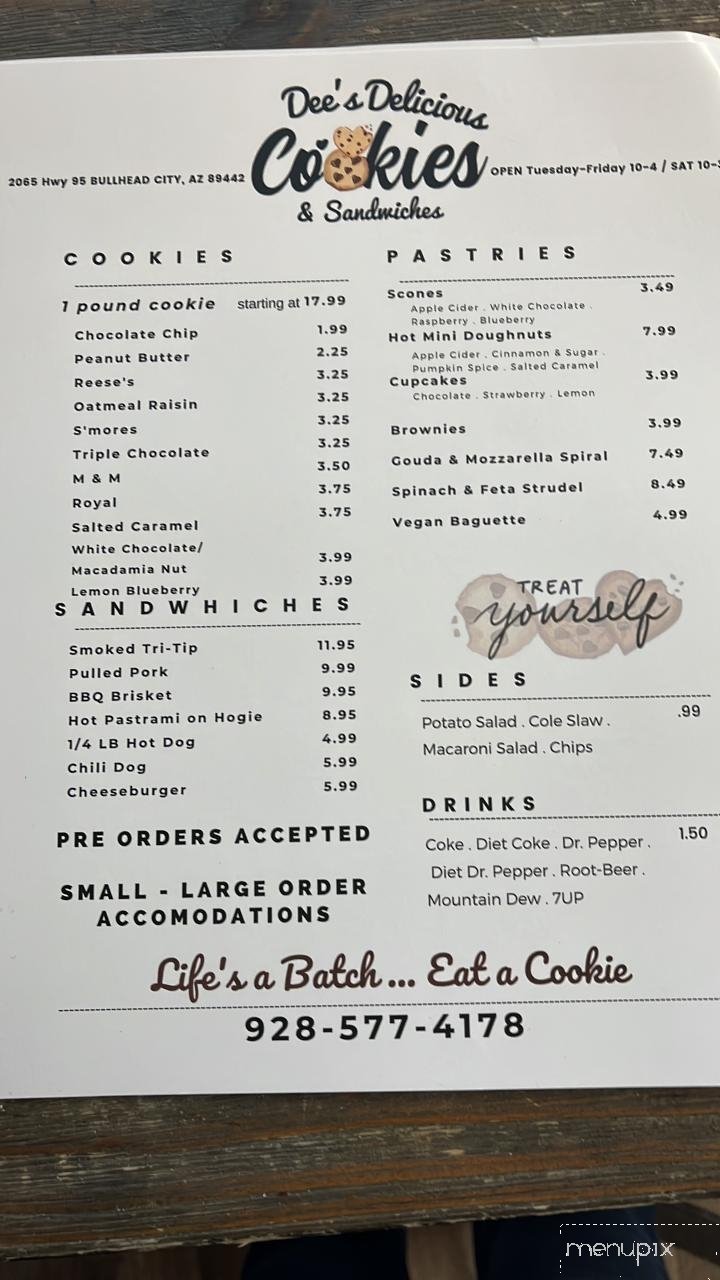 Dee's Delicious
Cookies
& Sandwiches
2065 Hwy 95 BULLHEAD CITY, AZ 89442
OPEN Tuesday-Friday 10-4 / SAT 10-
COOKIES
1 pound cookie starting at 17.99
Chocolate Chip 1.99
Peanut Butter 2.25
Reese's 3.25
Oatmeal Raisin 3.25
S'mores 3.25
Triple Chocolate 3.25
M & M 3.50
Royal 3.75
Salted Caramel 3.75
White Chocolate/
Macadamia Nut 3.99
Lemon Blueberry 3.99
SANDWHICHES
Smoked Tri-Tip 11.95
Pulled Pork 9.99
BBQ Brisket 9.95
Hot Pastrami on Hogie 8.95
1/4 LB Hot Dog 4.99
Chili Dog 5.99
Cheeseburger 5.99
PRE ORDERS ACCEPTED
SMALL - LARGE ORDER
ACCOMODATIONS
PASTRIES
Scones 3.49
Apple Cider . White Chocolate .
Raspberry . Blueberry
Hot Mini Doughnuts 7.99
Apple Cider . Cinnamon & Sugar .
Pumpkin Spice . Salted Caramel
Cupcakes 3.99
Chocolate . Strawberry . Lemon
Brownies 3.99
Gouda & Mozzarella Spiral 7.49
Spinach & Feta Strudel 8.49
Vegan Baguette 4.99
TREAT
yourself
SIDES
Potato Salad . Cole Slaw . .99
Macaroni Salad . Chips
DRINKS
Coke . Diet Coke . Dr. Pepper . 1.50
Diet Dr. Pepper . Root-Beer .
Mountain Dew . 7UP
Life's a Batch... Eat a Cookie
928-577-4178
menupix